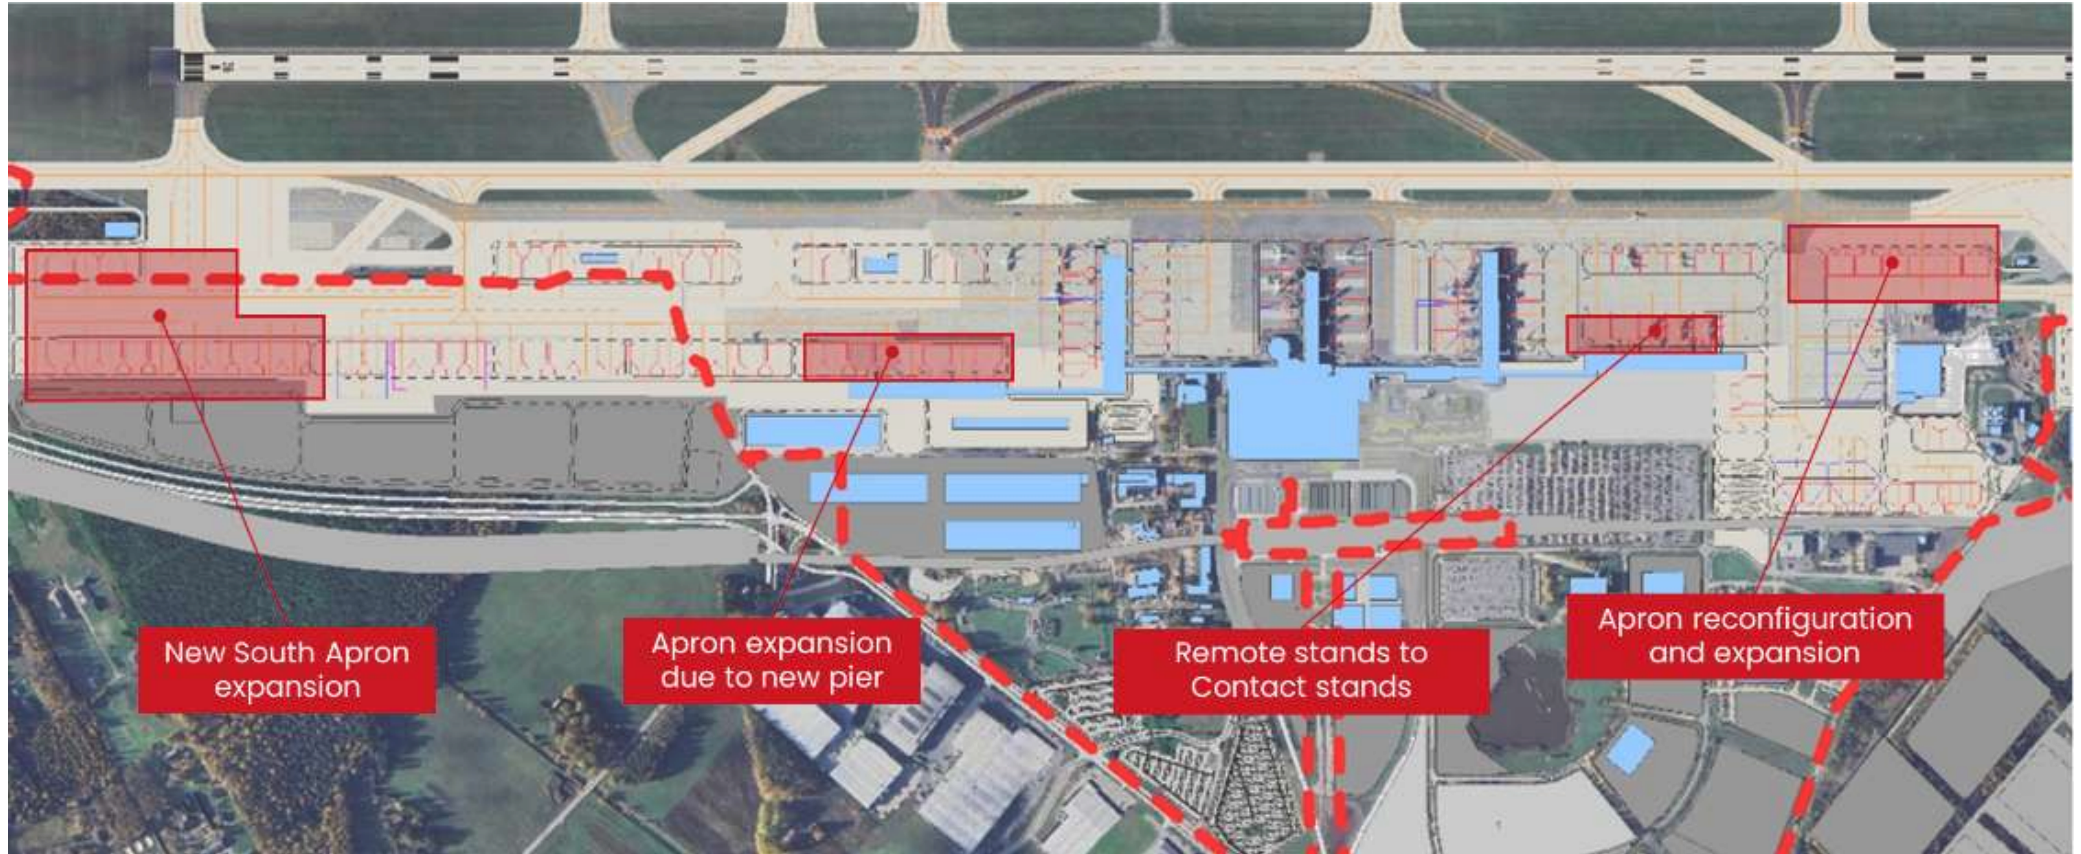 New South Apron
expansion
Apron expansion
due to new pier
Remote stands to
Contact stands
Apron reconfiguration
and expansion